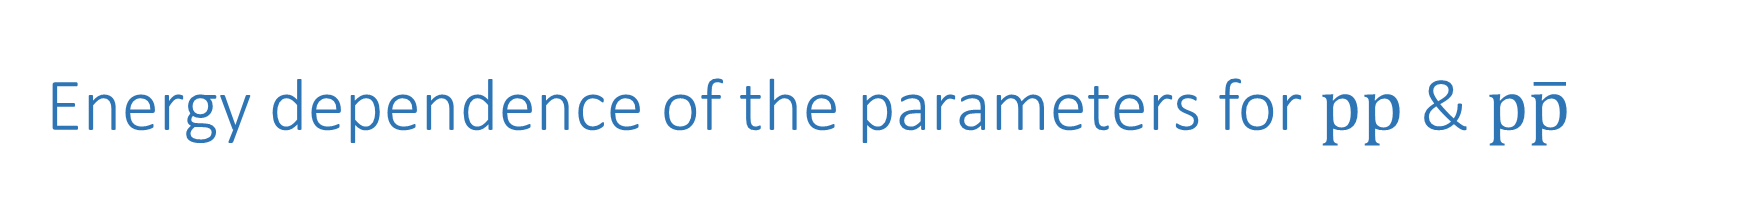 Energy dependence of the parameters for pp & pp̅